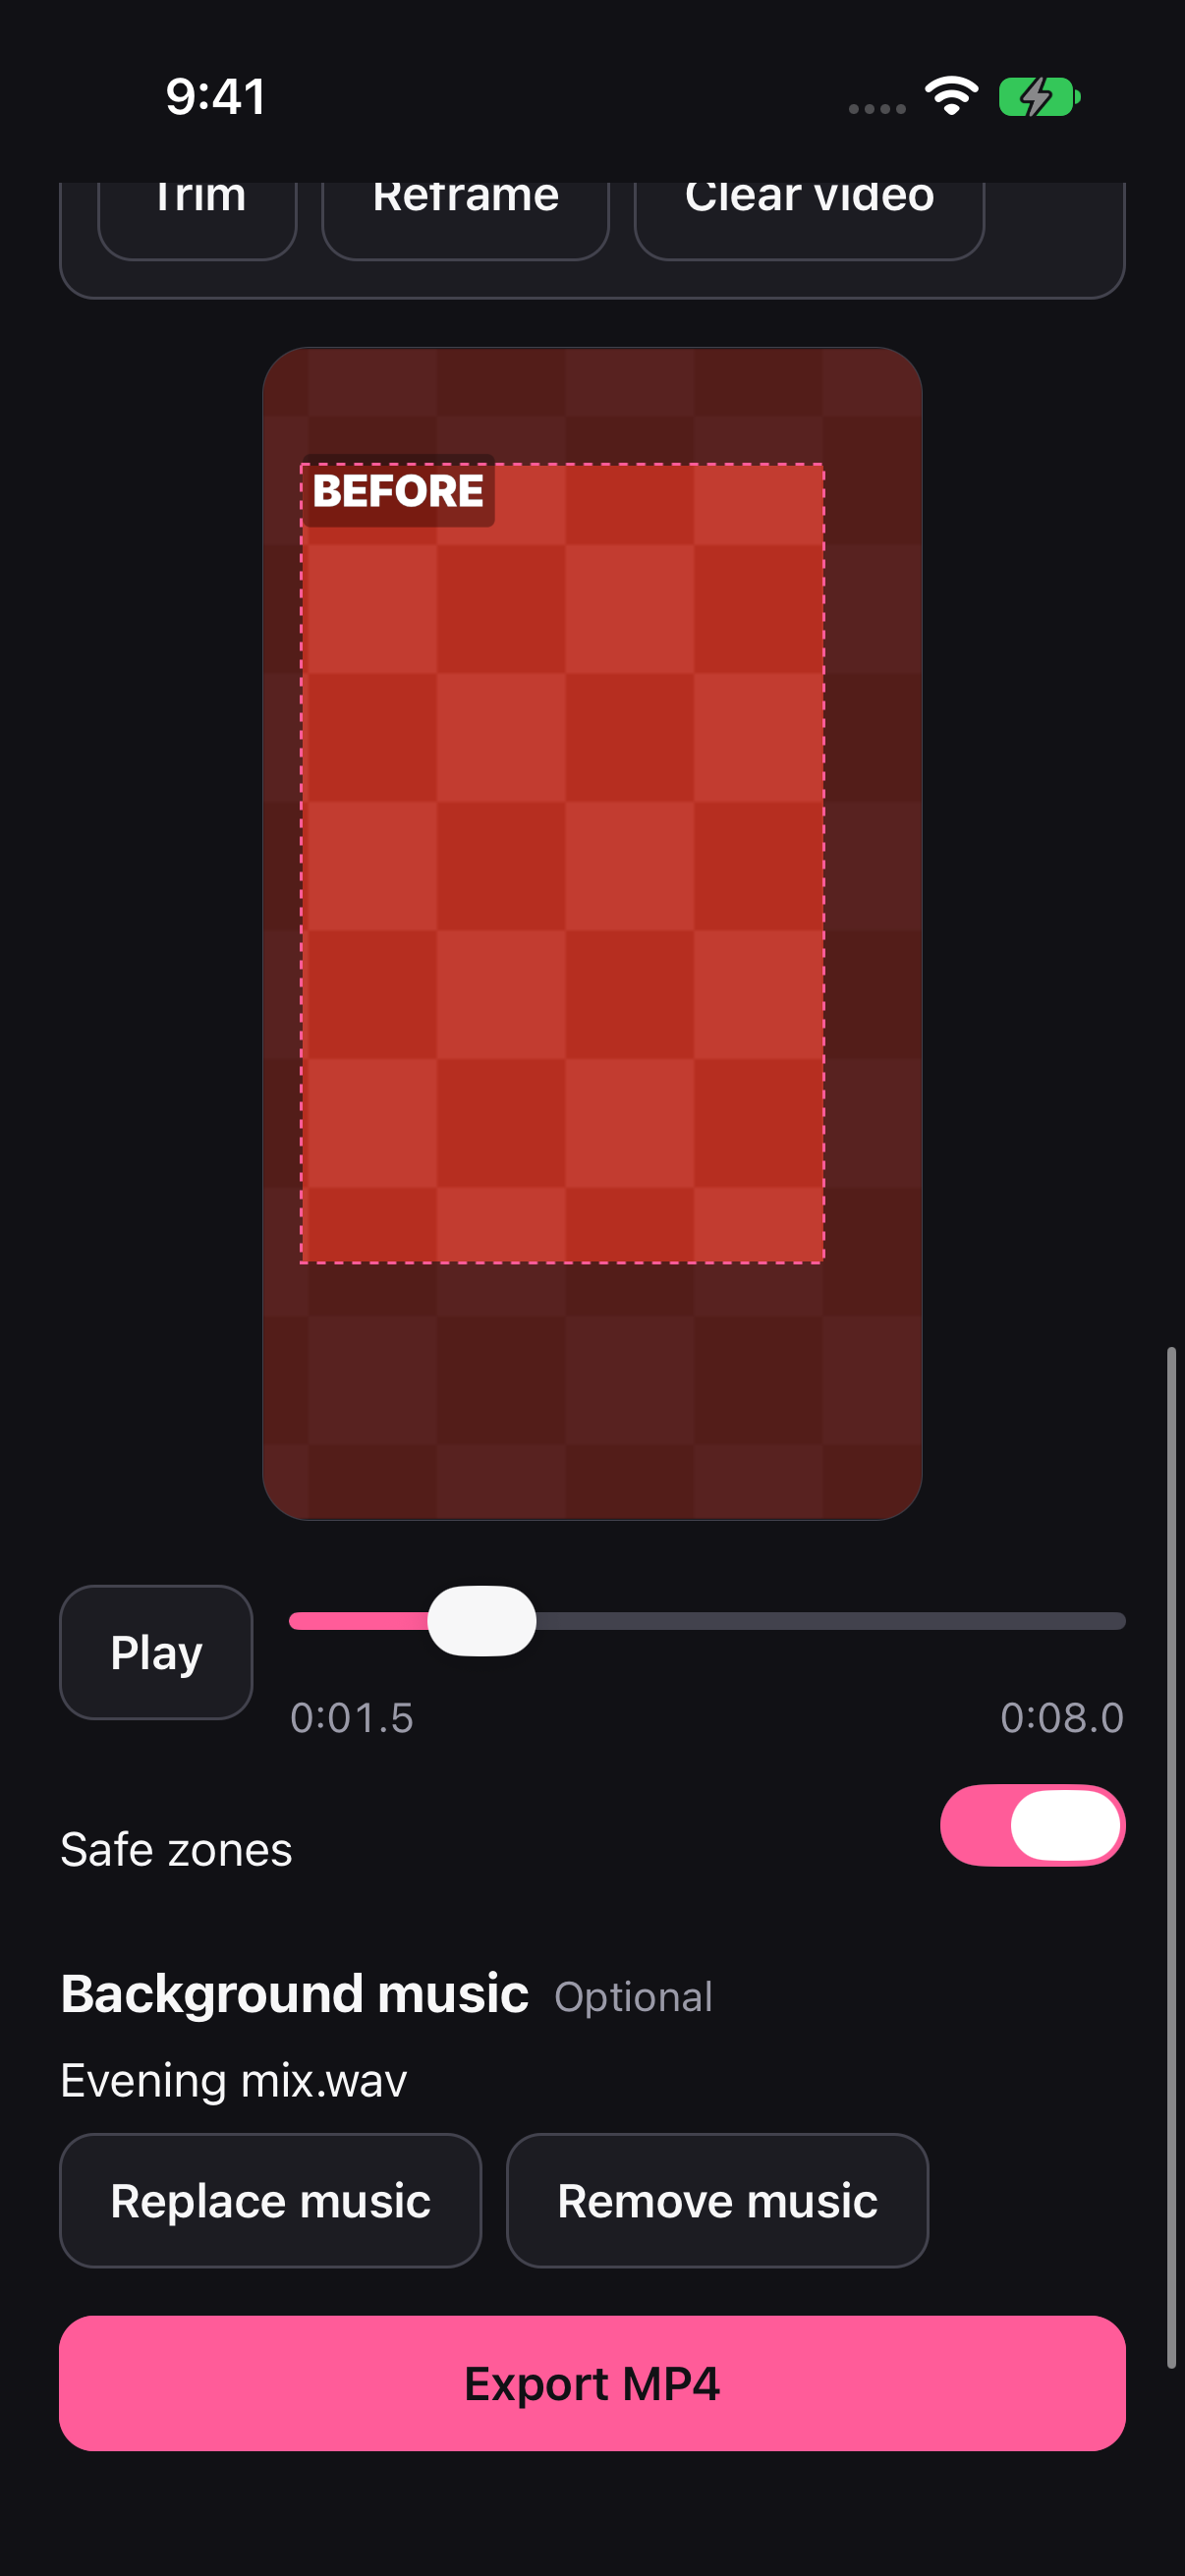 9:41
Trim
Reframe
Clear video
BEFORE
Play
0:01.5
0:08.0
Safe zones
Background music Optional
Evening mix.wav
Replace music
Remove music
Export MP4